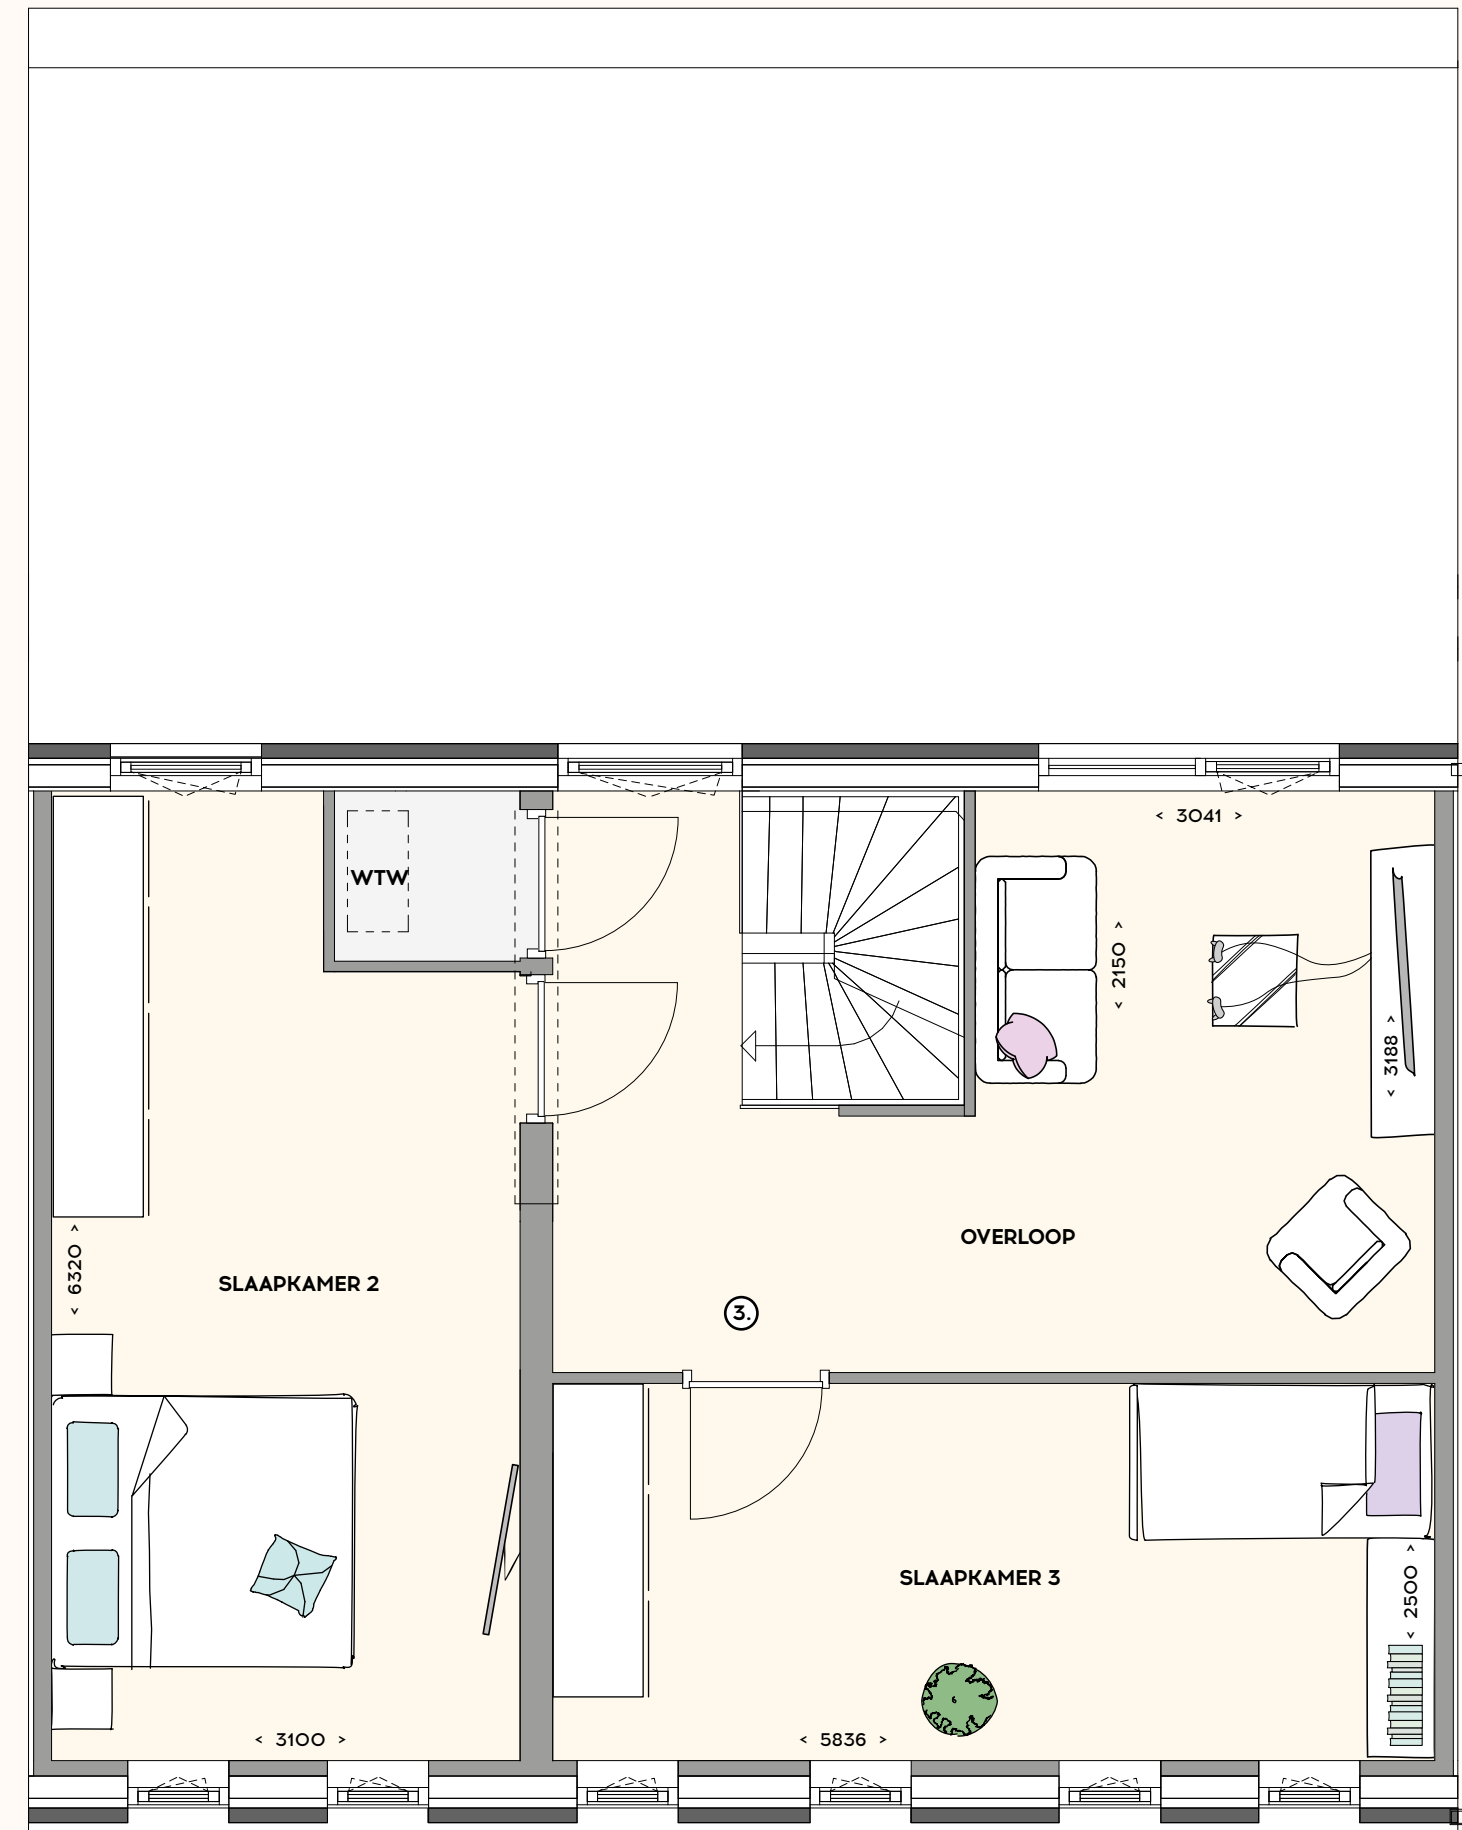 < 3041 >
WTW
< 2150 >
< 3188 >
OVERLOOP
< 6320 >
SLAAPKAMER 2
3.
SLAAPKAMER 3
< 2500 >
< 3100 >
< 5836 >